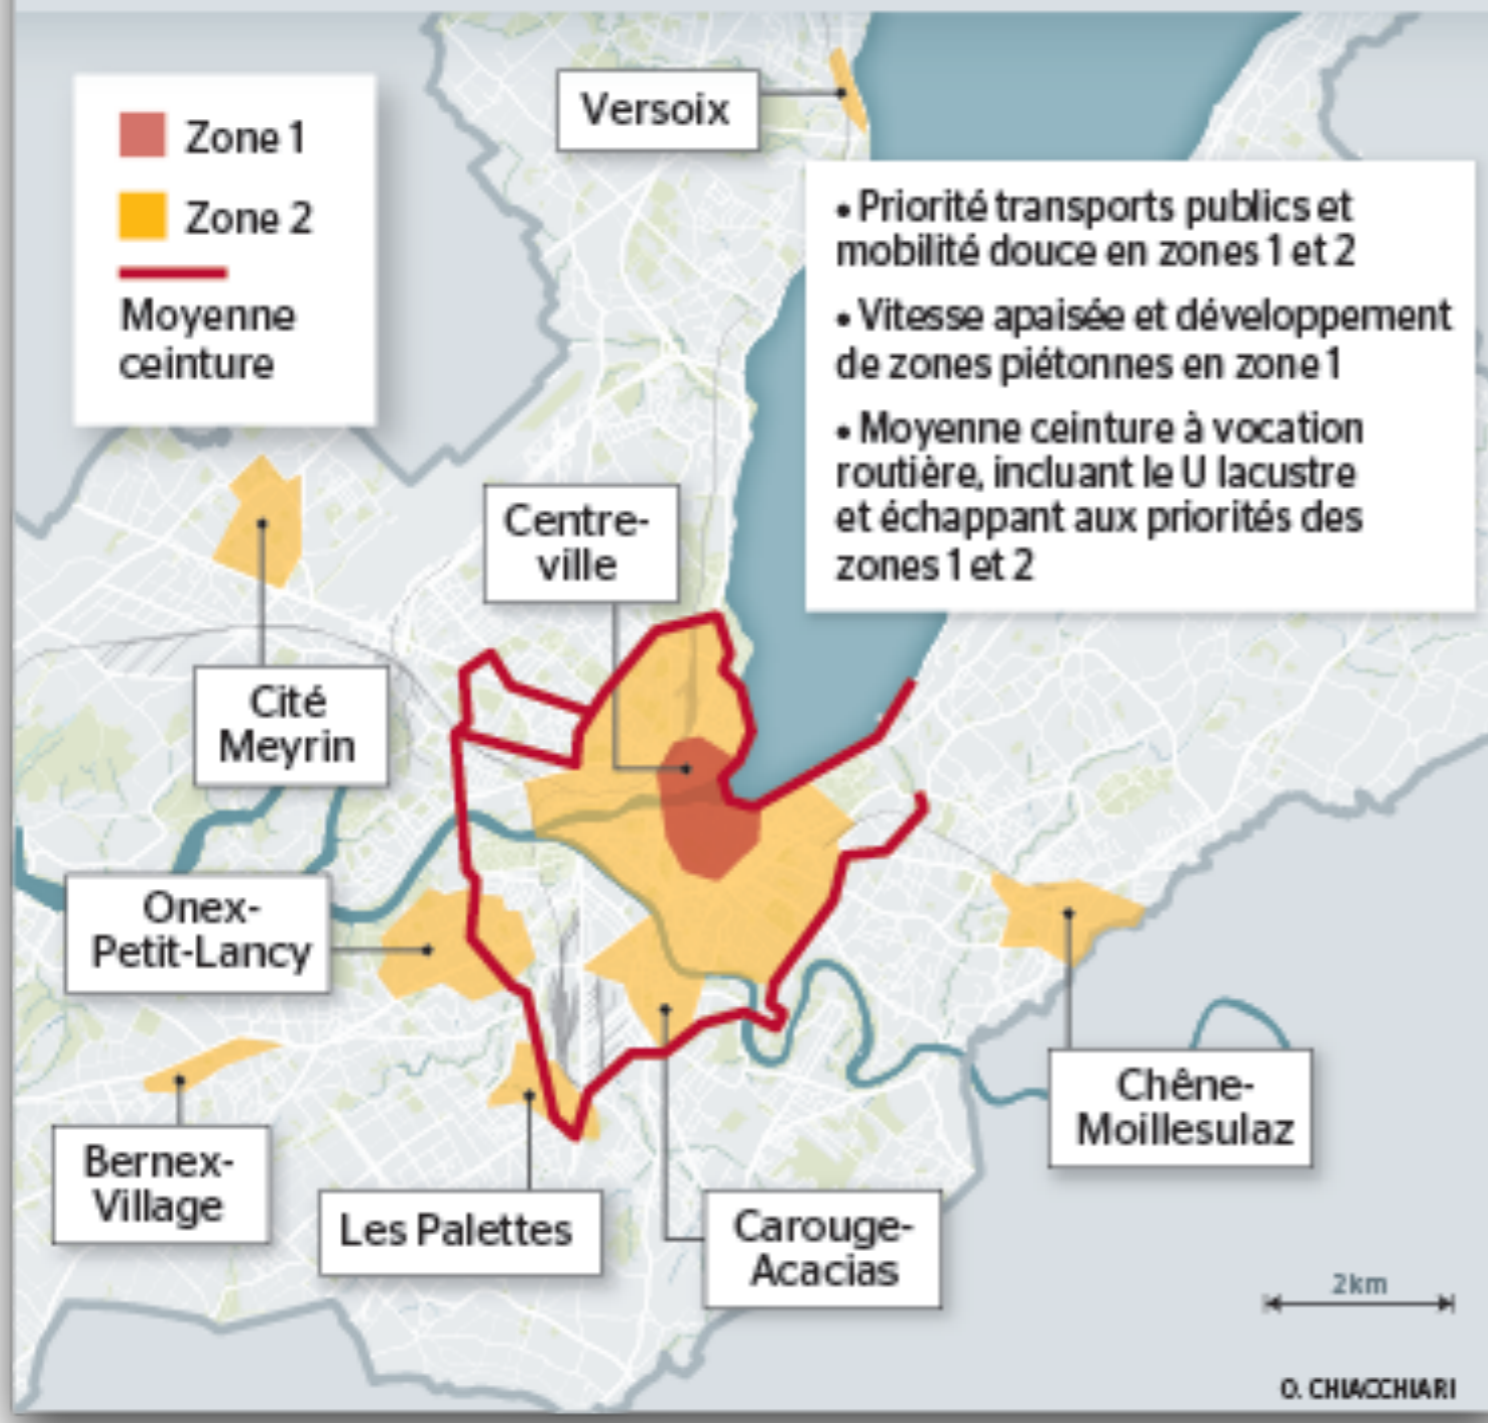 Zone 1
Zone 2
Moyenne
ceinture
Versoix
• Priorité transports publics et
mobilité douce en zones 1 et 2
• Vitesse apaisée et développement
de zones piétonnes en zone 1
• Moyenne ceinture à vocation
routière, incluant le U lacustre
et échappant aux priorités des
zones 1 et 2
Centre-
ville
Cité
Meyrin
Onex-
Petit-Lancy
Bernex-
Village
Les Palettes
Carouge-
Acacias
Chêne-
Moillesulaz
2km
O. CHIACCHIARI